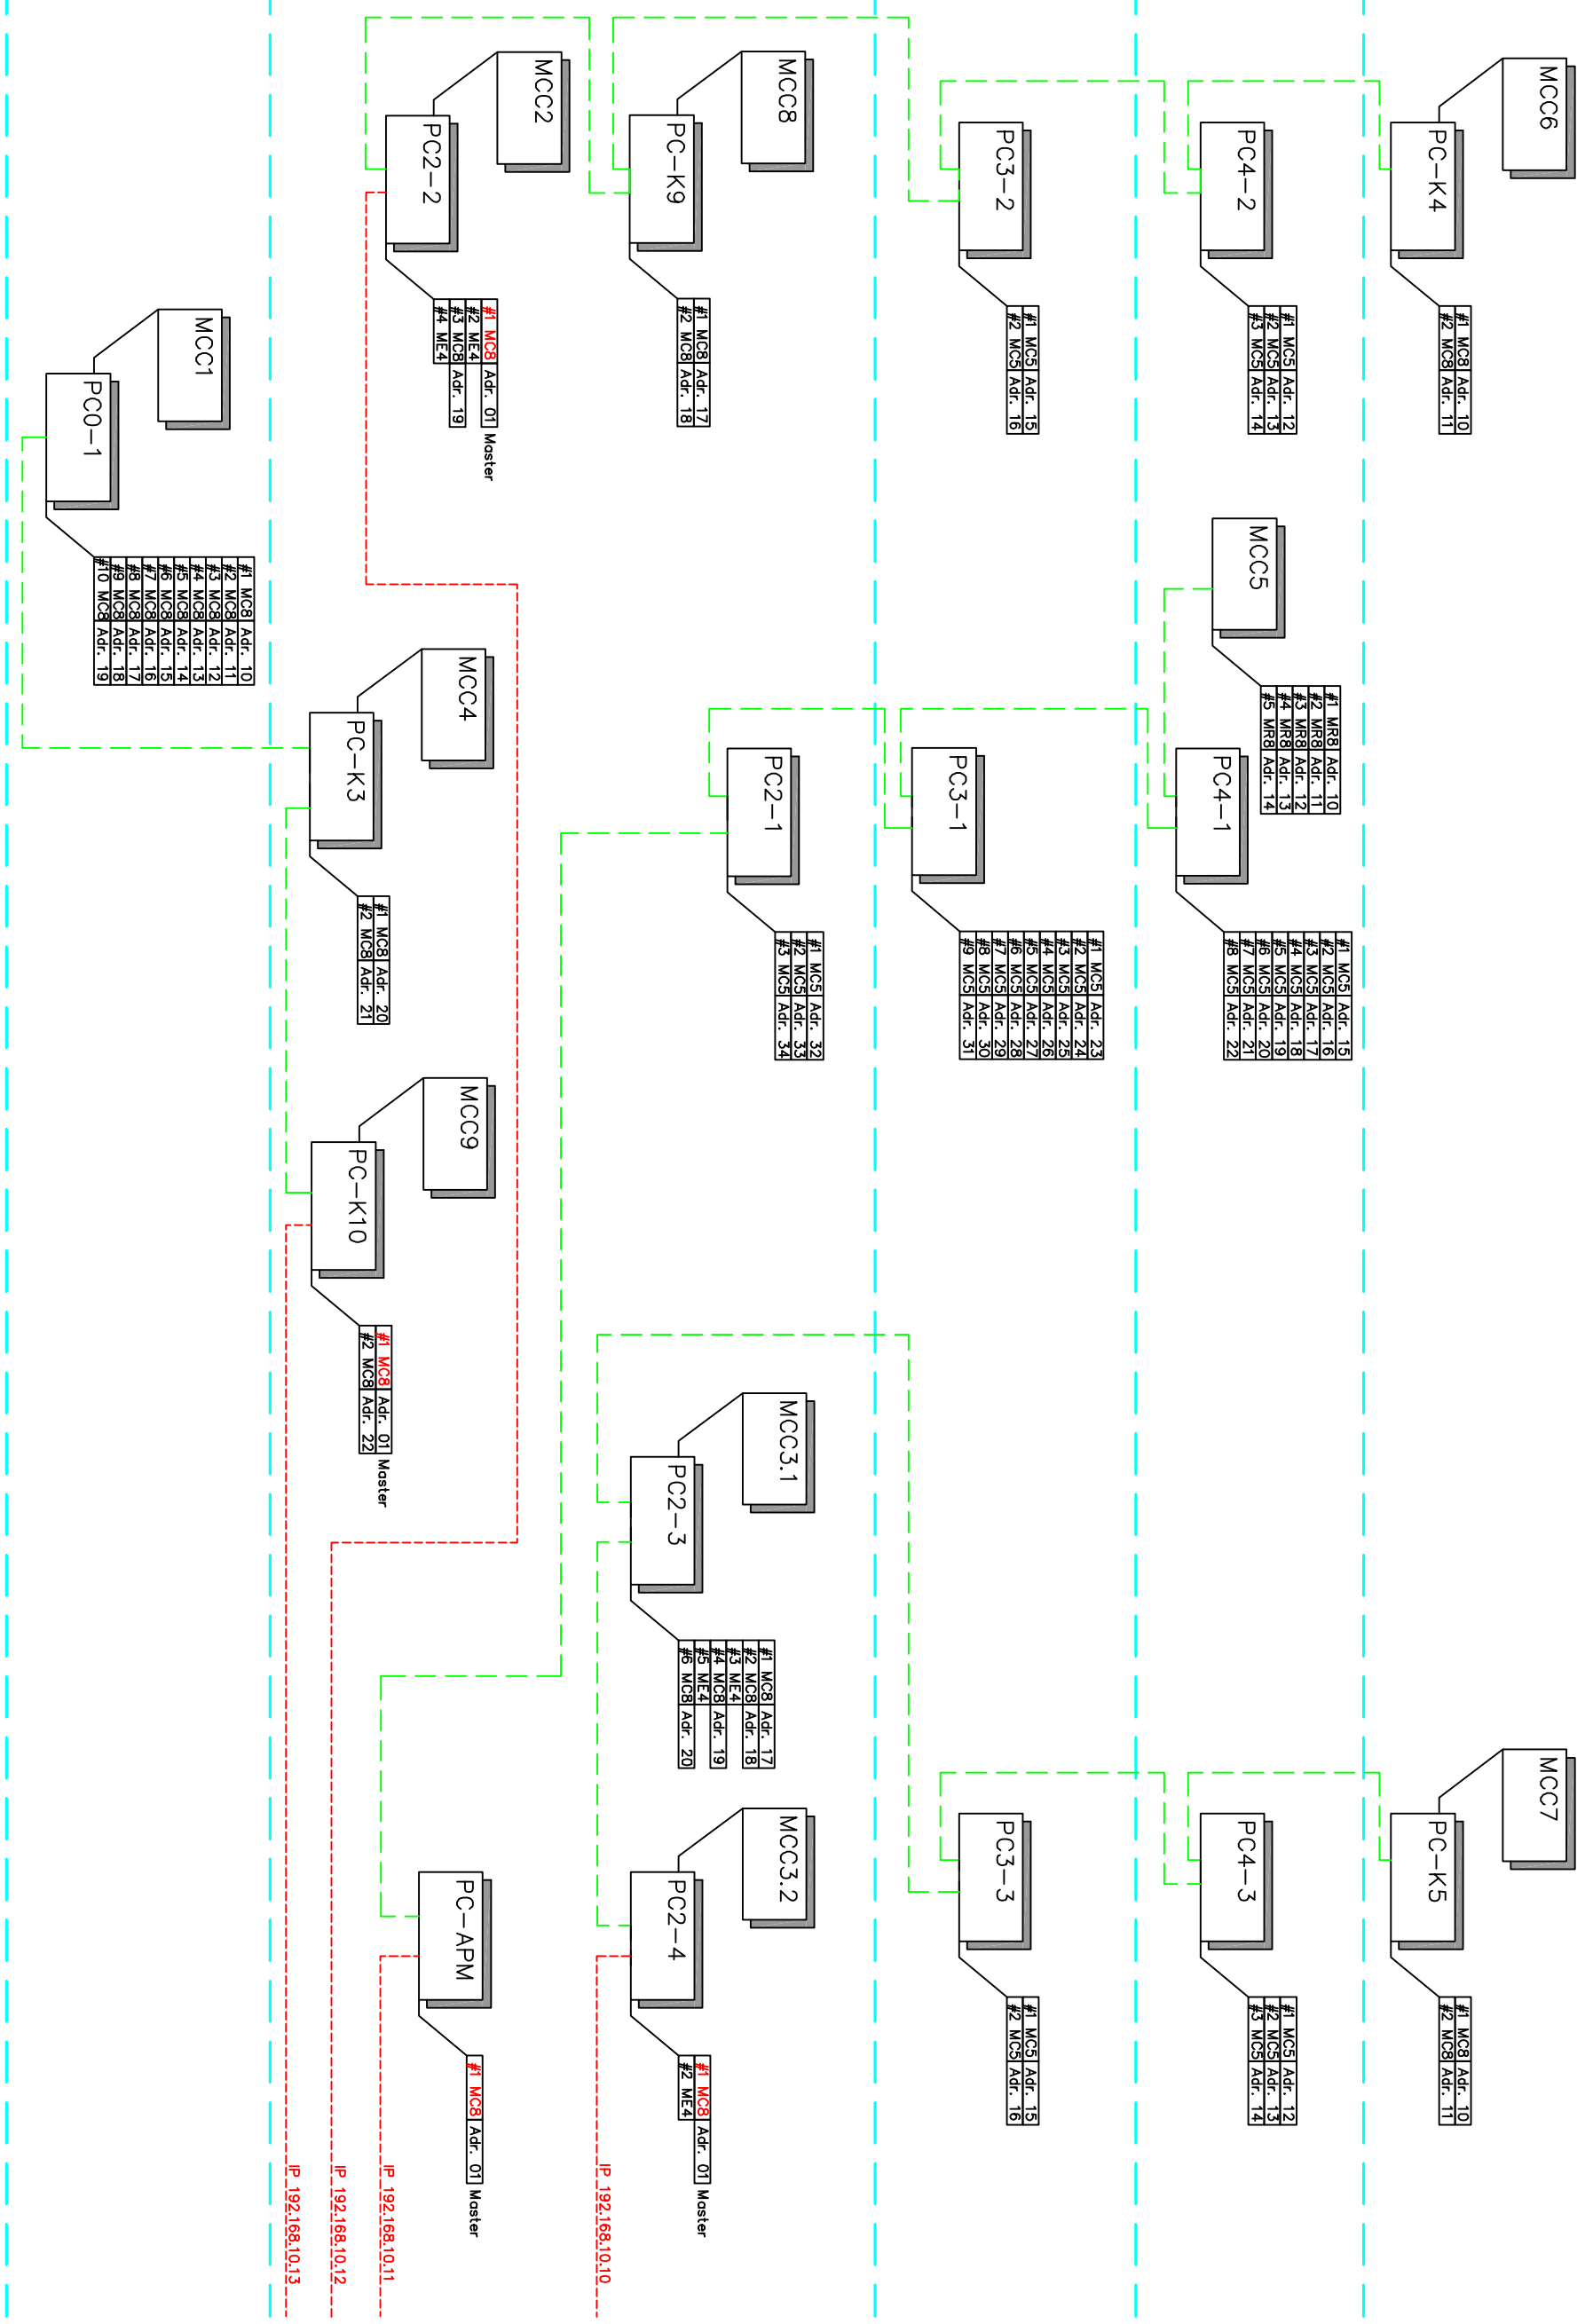 MCC6
PC-K4
#1 MC8 Adr. 10
#2 MC8 Adr. 11
MCC7
PC-K5
#1 MC8 Adr. 10
#2 MC8 Adr. 11
PC4-2
#1 MC5 Adr. 12
#2 MC5 Adr. 13
#3 MC5 Adr. 14
MCC5
#1 MR8 Adr. 10
#2 MR8 Adr. 11
#3 MR8 Adr. 12
#4 MR8 Adr. 13
#5 MR8 Adr. 14
PC4-1
#1 MC5 Adr. 15
#2 MC5 Adr. 16
#3 MC5 Adr. 17
#4 MC5 Adr. 18
#5 MC5 Adr. 19
#6 MC5 Adr. 20
#7 MC5 Adr. 21
#8 MC5 Adr. 22
PC4-3
#1 MC5 Adr. 12
#2 MC5 Adr. 13
#3 MC5 Adr. 14
PC3-2
#1 MC5 Adr. 15
#2 MC5 Adr. 16
PC3-1
#1 MC5 Adr. 23
#2 MC5 Adr. 24
#3 MC5 Adr. 25
#4 MC5 Adr. 26
#5 MC5 Adr. 27
#6 MC5 Adr. 28
#7 MC5 Adr. 29
#8 MC5 Adr. 30
#9 MC5 Adr. 31
PC3-3
#1 MC5 Adr. 15
#2 MC5 Adr. 16
MCC8
PC-K9
#1 MC8 Adr. 17
#2 MC8 Adr. 18
PC2-1
#1 MC5 Adr. 32
#2 MC5 Adr. 33
#3 MC5 Adr. 34
MCC3.1
PC2-3
#1 MC8 Adr. 17
#2 MC8 Adr. 18
#3 ME4
#4 MC8 Adr. 19
#5 ME4
#6 MC8 Adr. 20
MCC3.2
PC2-4
#1 MC8 Adr. 01 Master
#2 ME4
IP 192.168.10.10
MCC2
PC2-2
#1 MC8 Adr. 01 Master
#2 ME4
#3 MC8 Adr. 19
#4 ME4
PC-APM
#1 MC8 Adr. 01 Master
IP 192.168.10.11
IP 192.168.10.12
IP 192.168.10.13
MCC4
PC-K3
#1 MC8 Adr. 20
#2 MC8 Adr. 21
MCC9
PC-K10
#1 MC8 Adr. 01 Master
#2 MC8 Adr. 22
MCC1
PC0-1
#1 MC8 Adr. 10
#2 MC8 Adr. 11
#3 MC8 Adr. 12
#4 MC8 Adr. 13
#5 MC8 Adr. 14
#6 MC8 Adr. 15
#7 MC8 Adr. 16
#8 MC8 Adr. 17
#9 MC8 Adr. 18
#10 MC8 Adr. 19